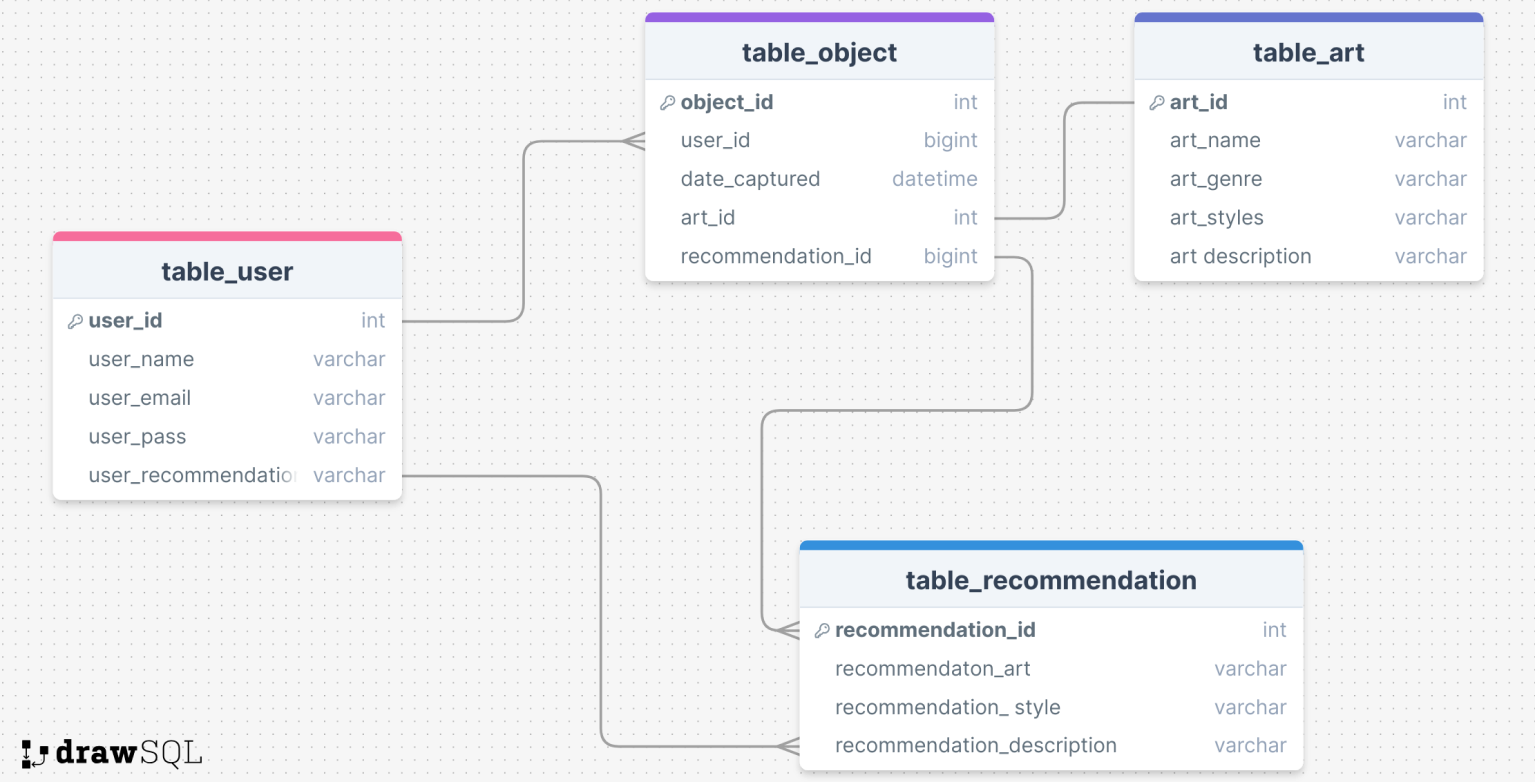 table_object
object_id int
user_id bigint
date_captured datetime
art_id int
recommendation_id bigint
table_art
art_id int
art_name varchar
art_genre varchar
art_styles varchar
art description varchar
table_user
user_id int
user_name varchar
user_email varchar
user_pass varchar
user_recommendatio varchar
table_recommendation
recommendation_id int
recommendaton_art varchar
recommendation_ style varchar
recommendation_description varchar
drawSQL